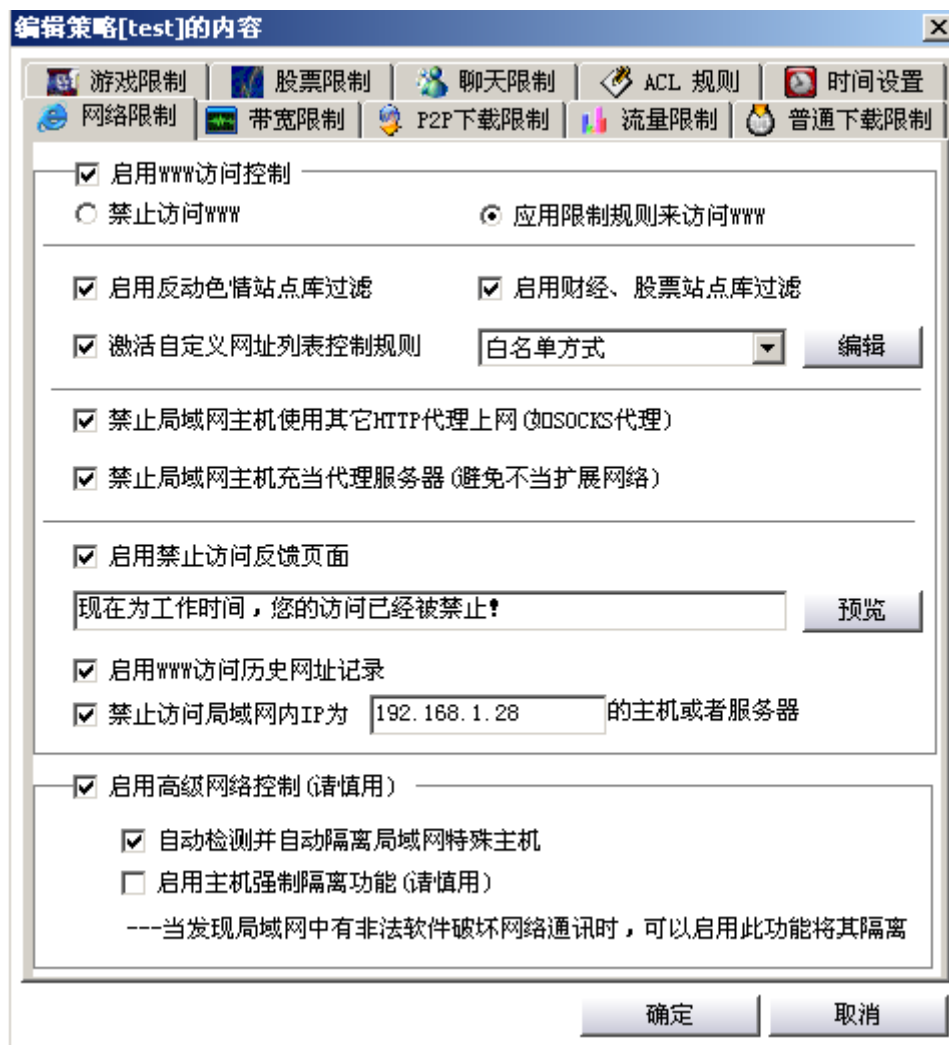 编辑策略[test]的内容
游戏限制 股票限制 聊天限制 ACL 规则 时间设置
网络限制 带宽限制 P2P下载限制 流量限制 普通下载限制
启用WWW访问控制
禁止访问WWW 应用限制规则来访问WWW
启用反动色情站点库过滤 启用财经、股票站点库过滤
激活自定义网址列表控制规则 白名单方式 编辑
禁止局域网主机使用其它HTTP代理上网(如SOCKS代理)
禁止局域网主机充当代理服务器(避免不当扩展网络)
启用禁止访问反馈页面
现在为工作时间，您的访问已经被禁止! 预览
启用WWW访问历史网址记录
禁止访问局域网内IP为 192.168.1.28 的主机或者服务器
启用高级网络控制(请慎用)
自动检测并自动隔离局域网特殊主机
启用主机强制隔离功能(请慎用)
---当发现局域网中有非法软件破坏网络通讯时，可以启用此功能将其隔离
确定 取消